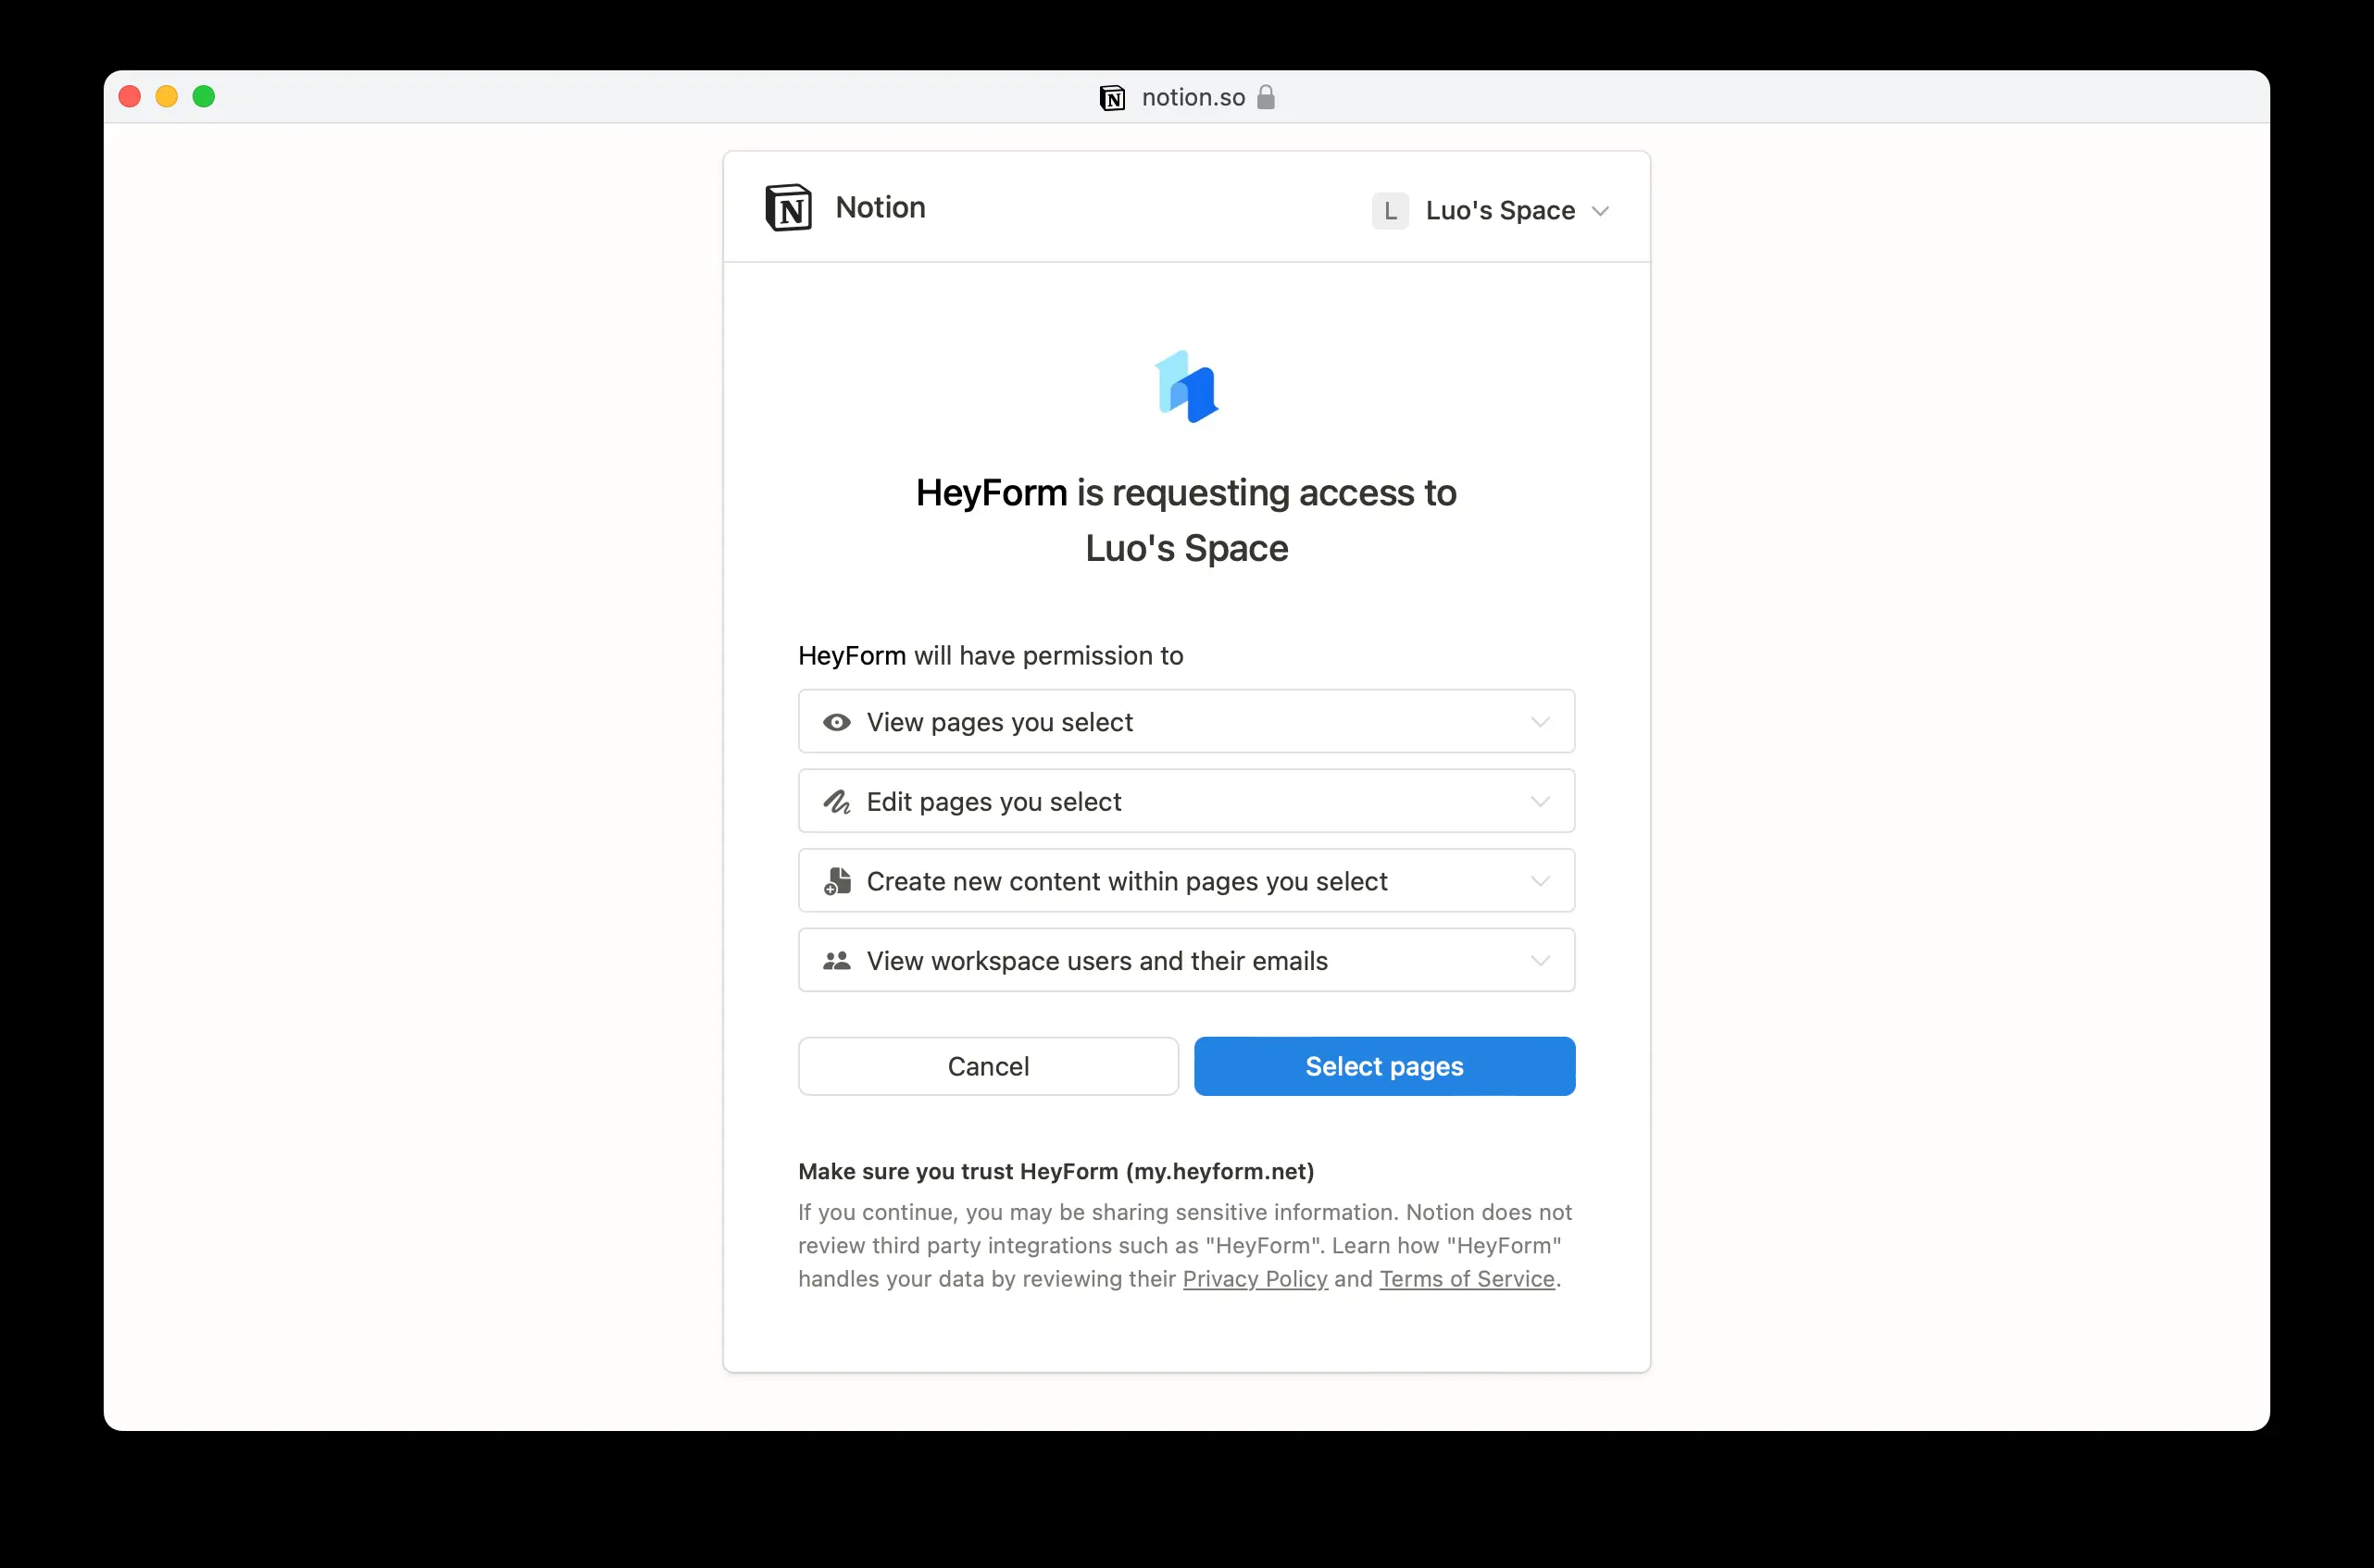 notion.so
Notion
L Luo's Space
HeyForm is requesting access to
Luo's Space
HeyForm will have permission to
View pages you select
Edit pages you select
Create new content within pages you select
View workspace users and their emails
Cancel
Select pages
Make sure you trust HeyForm (my.heyform.net)
If you continue, you may be sharing sensitive information. Notion does not
review third party integrations such as "HeyForm". Learn how "HeyForm"
handles your data by reviewing their Privacy Policy and Terms of Service.